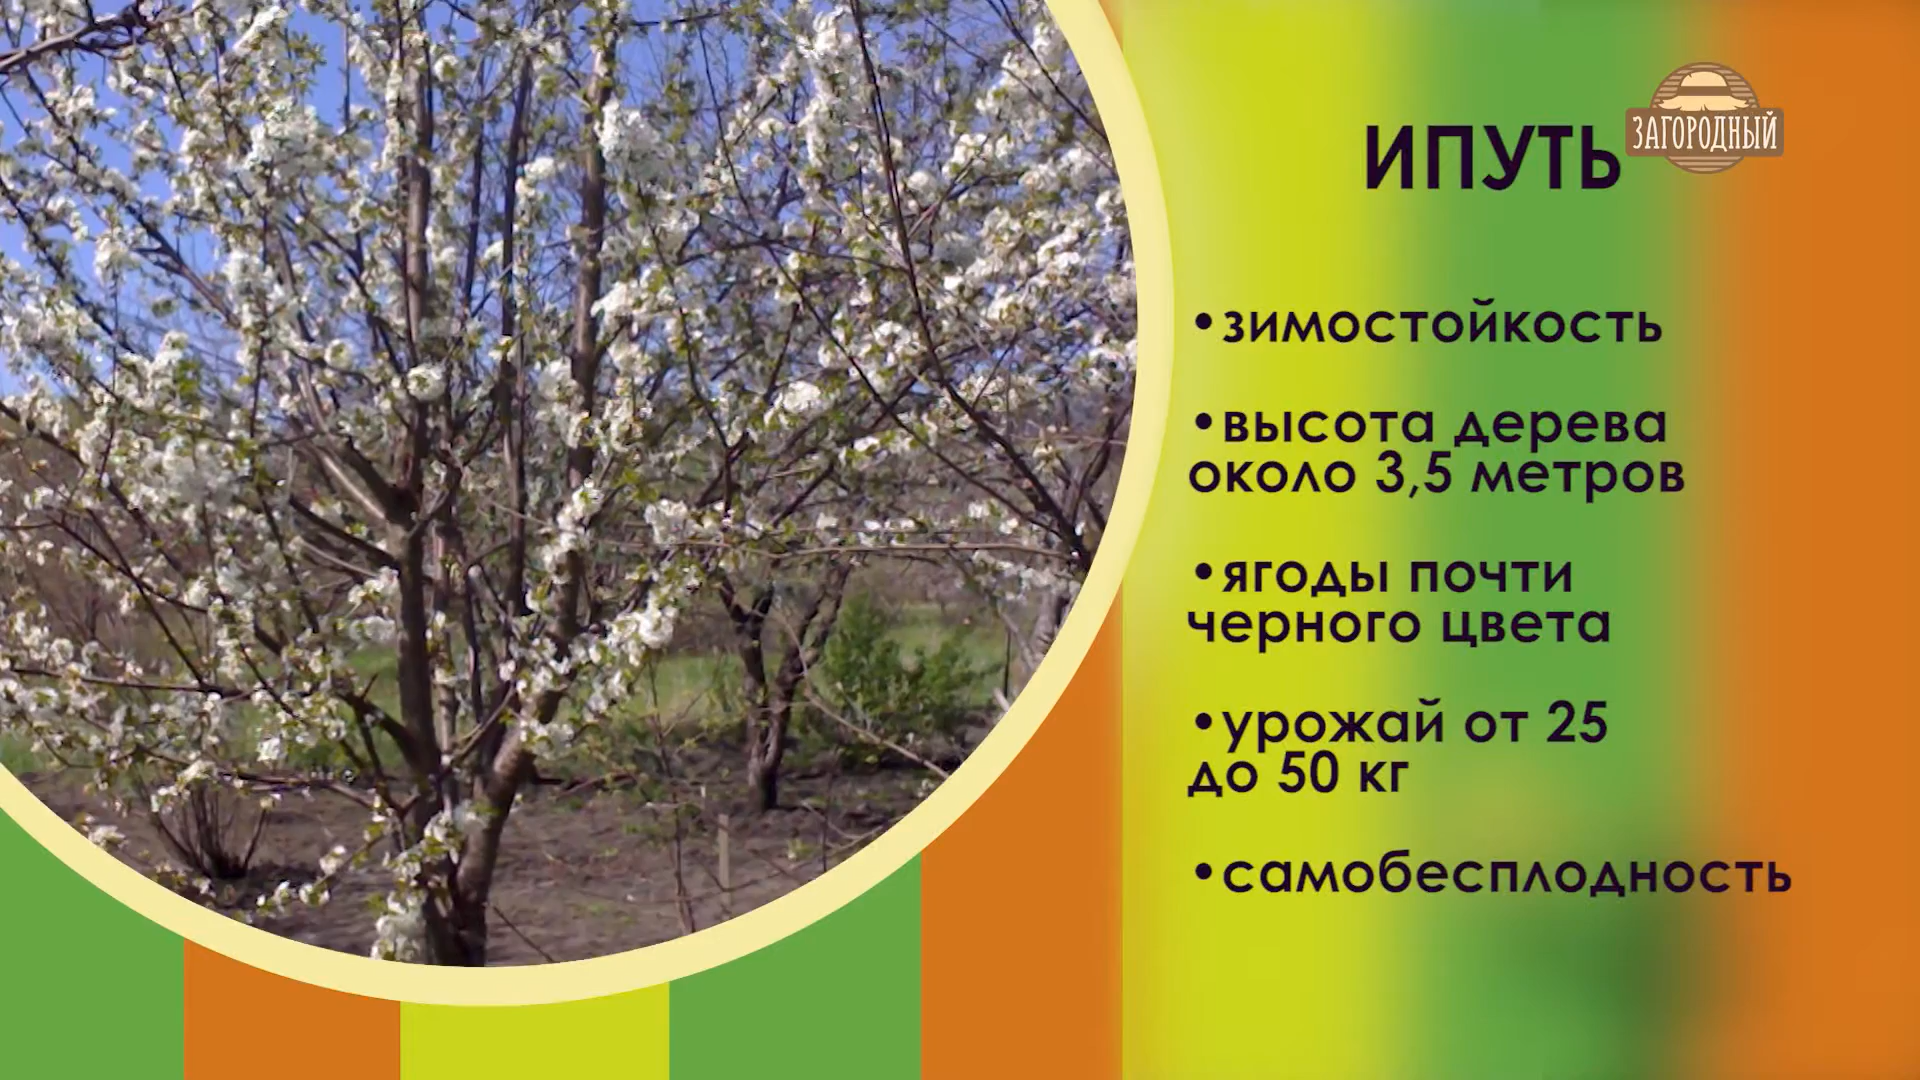 ИПУТЬ
ЗАГОРОДНЫЙ
•зимостойкость
•высота дерева
около 3,5 метров
•ягоды почти
черного цвета
•урожай от 25
до 50 кг
•самобесплодность